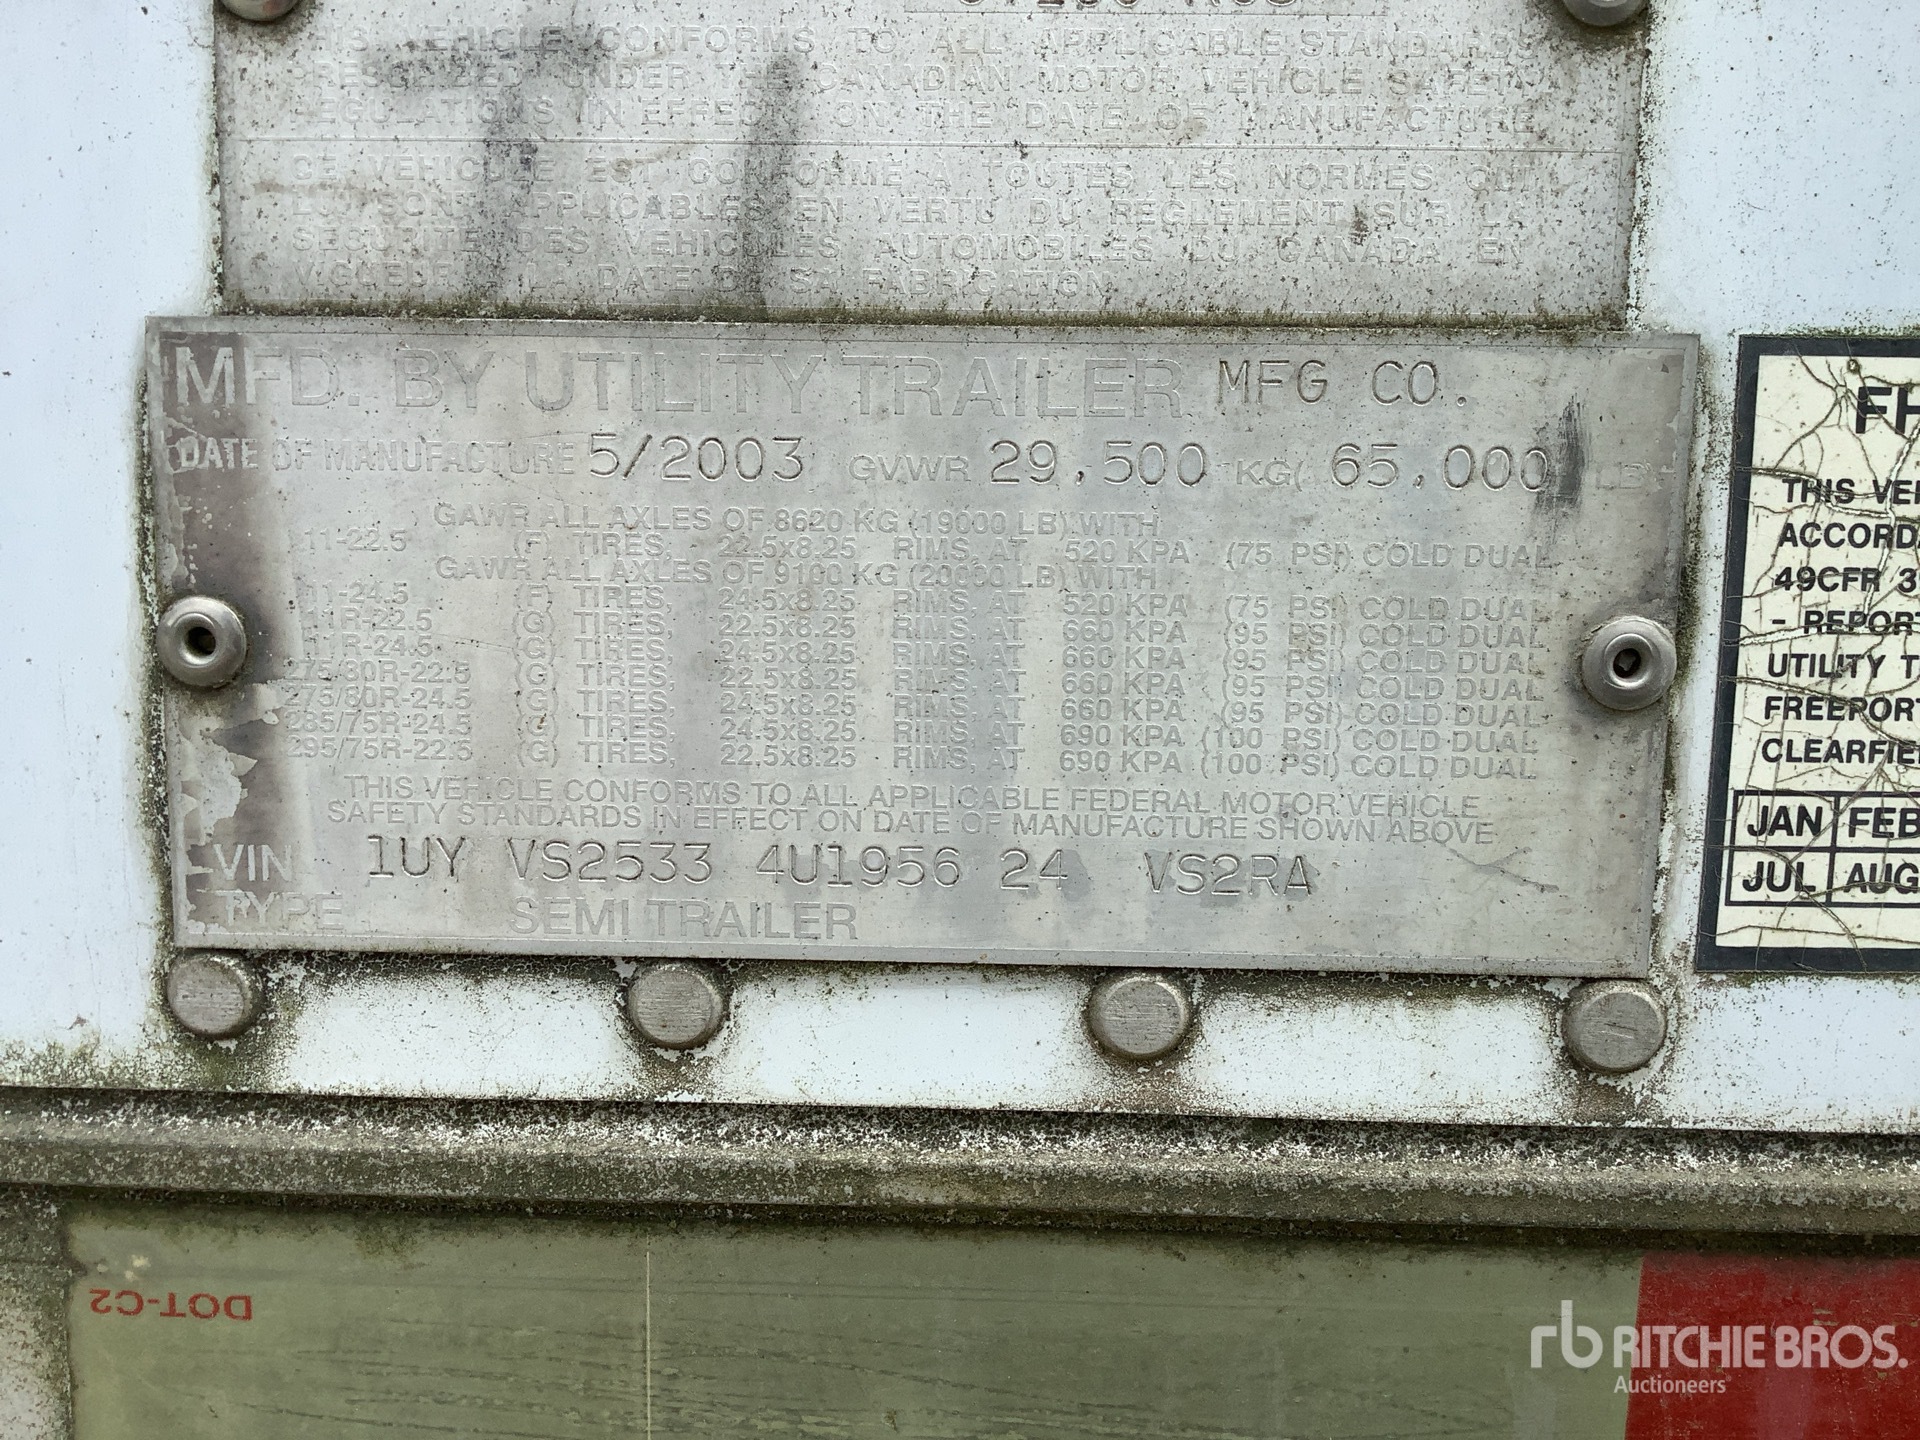 THIS VEHICLE CONFORMS TO ALL APPLICABLE STANDARDS
PRESCRIBED UNDER THE CANADIAN MOTOR VEHICLE SAFETY
REGULATIONS IN EFFECT ON THE DATE OF MANUFACTURE
CE VEHICULE EST CONFORME A TOUTES LES NORMES QUI
LUI SONT APPLICABLES EN VERTU DU REGLEMENT SUR LA
SECURITE DES VEHICULES AUTOMOBILES DU CANADA EN
VIGUEUR A LA DATE DE SA FABRICATION
MFD. BY UTILITY TRAILER MFG CO.
DATE OF MANUFACTURE 5/2003 GVWR 29,500 KG( 65,000 LB)
GAWR ALL AXLES OF 8620 KG (19000 LB) WITH
11-22.5 (F) TIRES, 22.5x8.25 RIMS, AT 520 KPA (75 PSI) COLD DUAL
GAWR ALL AXLES OF 9100 KG (20000 LB) WITH
11-24.5 (F) TIRES, 24.5x8.25 RIMS, AT 520 KPA (75 PSI) COLD DUAL
11R-22.5 (G) TIRES, 22.5x8.25 RIMS, AT 660 KPA (95 PSI) COLD DUAL
11R-24.5 (G) TIRES, 24.5x8.25 RIMS, AT 660 KPA (95 PSI) COLD DUAL
275/80R-22.5 (G) TIRES, 22.5x8.25 RIMS, AT 660 KPA (95 PSI) COLD DUAL
275/80R-24.5 (G) TIRES, 24.5x8.25 RIMS, AT 660 KPA (95 PSI) COLD DUAL
285/75R-24.5 (G) TIRES, 24.5x8.25 RIMS, AT 690 KPA (100 PSI) COLD DUAL
295/75R-22.5 (G) TIRES, 22.5x8.25 RIMS, AT 690 KPA (100 PSI) COLD DUAL
THIS VEHICLE CONFORMS TO ALL APPLICABLE FEDERAL MOTOR VEHICLE
SAFETY STANDARDS IN EFFECT ON DATE OF MANUFACTURE SHOWN ABOVE
VIN 1UY VS2533 4U1956 24 VS2RA
TYPE SEMI TRAILER
FH
THIS VEH
ACCORDA
49CFR 3
- REPORT
UTILITY T
FREEPORT
CLEARFIE
JAN FEB
JUL AUG
DOT-C2
rb RITCHIE BROS.
Auctioneers